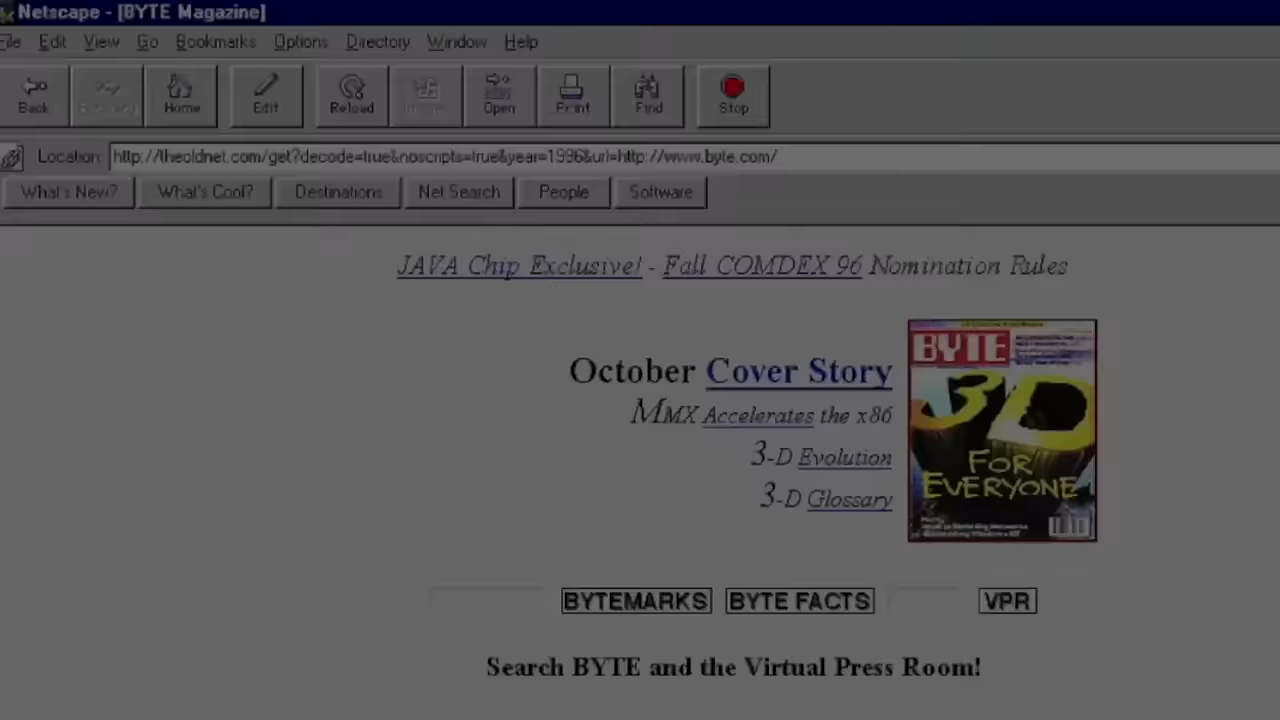 Netscape - [BYTE Magazine]
File Edit View Go Bookmarks Options Directory Window Help
Back Forward Home Edit Reload Images Open Print Find Stop
Location: http://theoldnet.com/get?decode=true&noscripts=true&year=1996&url=http://www.byte.com/
What's New? What's Cool? Destinations Net Search People Software
JAVA Chip Exclusive! - Fall COMDEX 96 Nomination Rules
October Cover Story
MMX Accelerates the x86
3-D Evolution
3-D Glossary
BYTE
3D
FOR
EVERYONE
BYTEMARKS BYTE FACTS VPR
Search BYTE and the Virtual Press Room!